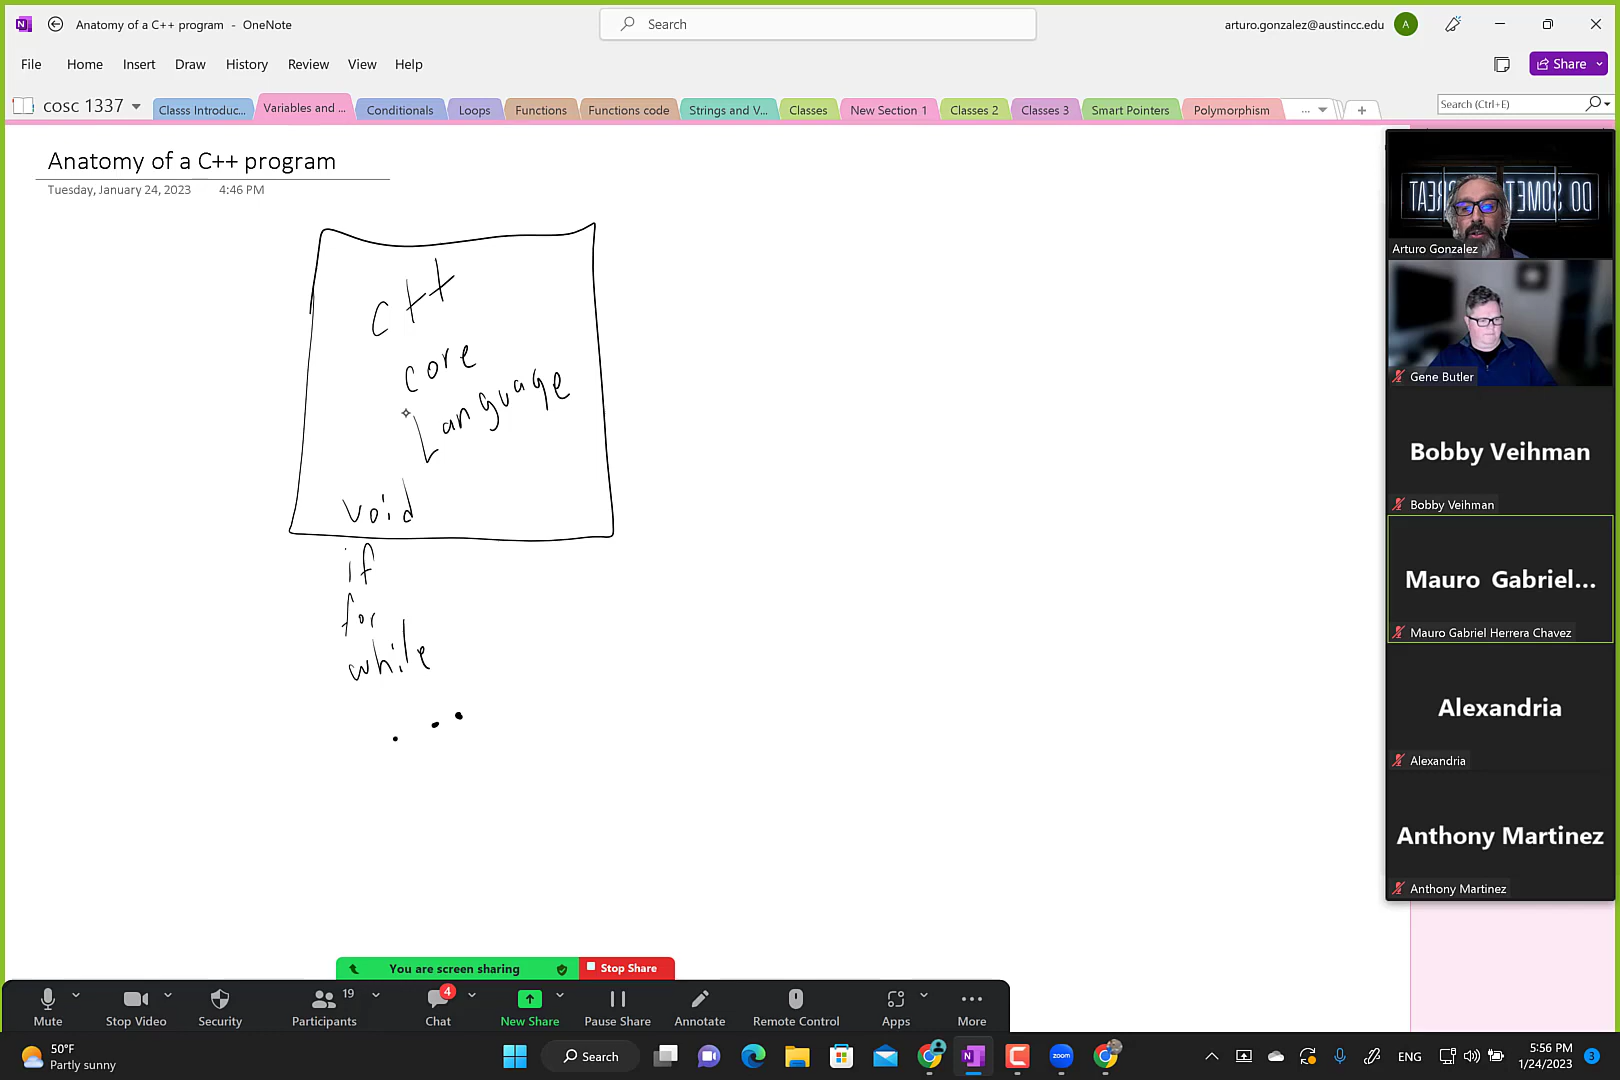 Anatomy of a C++ program - OneNote
Search
arturo.gonzalez@austincc.edu
A
File Home Insert Draw History Review View Help
Share
cosc 1337
Classs Introduc...
Variables and ...
Conditionals
Loops
Functions
Functions code
Strings and V...
Classes
New Section 1
Classes 2
Classes 3
Smart Pointers
Polymorphism
...
Search (Ctrl+E)
Anatomy of a C++ program
Tuesday, January 24, 2023 4:46 PM
C++
core
Language
void
if
for
while
...
DO SOMETHING GREAT
Arturo Gonzalez
Gene Butler
Bobby Veihman
Bobby Veihman
Mauro Gabriel...
Mauro Gabriel Herrera Chavez
Alexandria
Alexandria
Anthony Martinez
Anthony Martinez
You are screen sharing
Stop Share
19
4
Mute
Stop Video
Security
Participants
Chat
New Share
Pause Share
Annotate
Remote Control
Apps
More
50°F
Partly sunny
Search
zoom
ENG
5:56 PM
1/24/2023
3